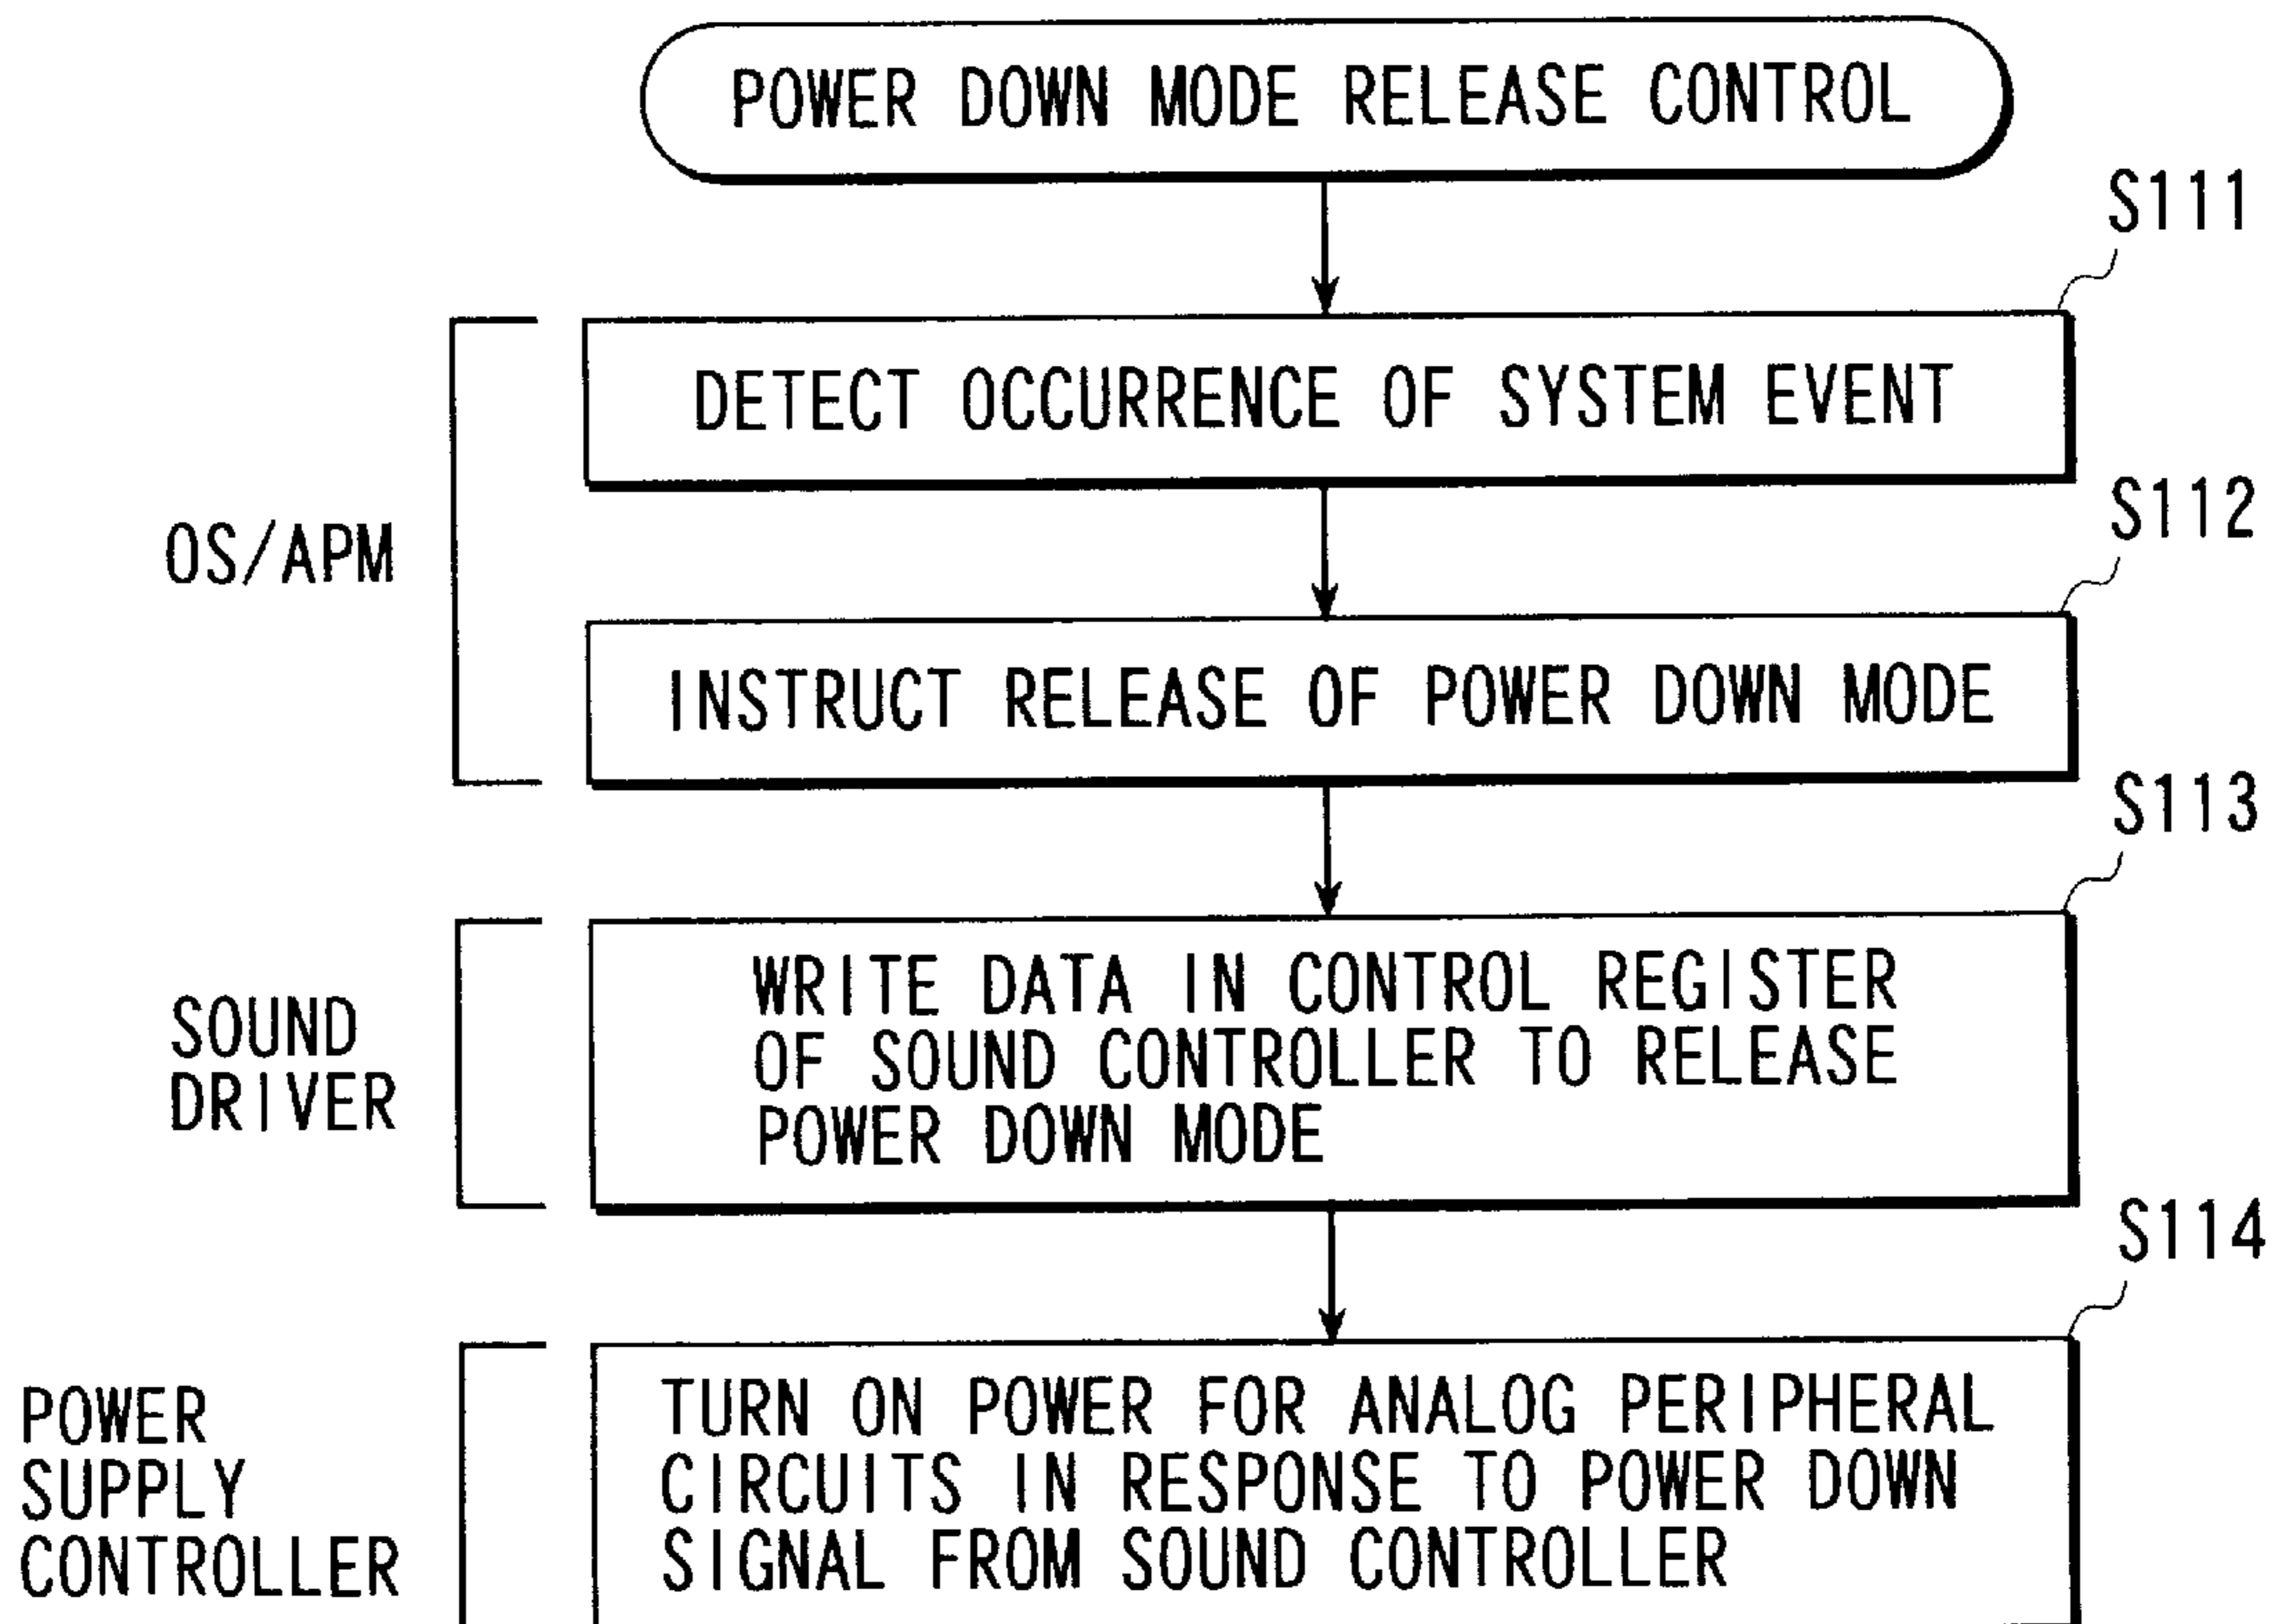 POWER DOWN MODE RELEASE CONTROL
S111
DETECT OCCURRENCE OF SYSTEM EVENT
OS/APM
S112
INSTRUCT RELEASE OF POWER DOWN MODE
S113
SOUND
DRIVER
WRITE DATA IN CONTROL REGISTER
OF SOUND CONTROLLER TO RELEASE
POWER DOWN MODE
S114
POWER
SUPPLY
CONTROLLER
TURN ON POWER FOR ANALOG PERIPHERAL
CIRCUITS IN RESPONSE TO POWER DOWN
SIGNAL FROM SOUND CONTROLLER